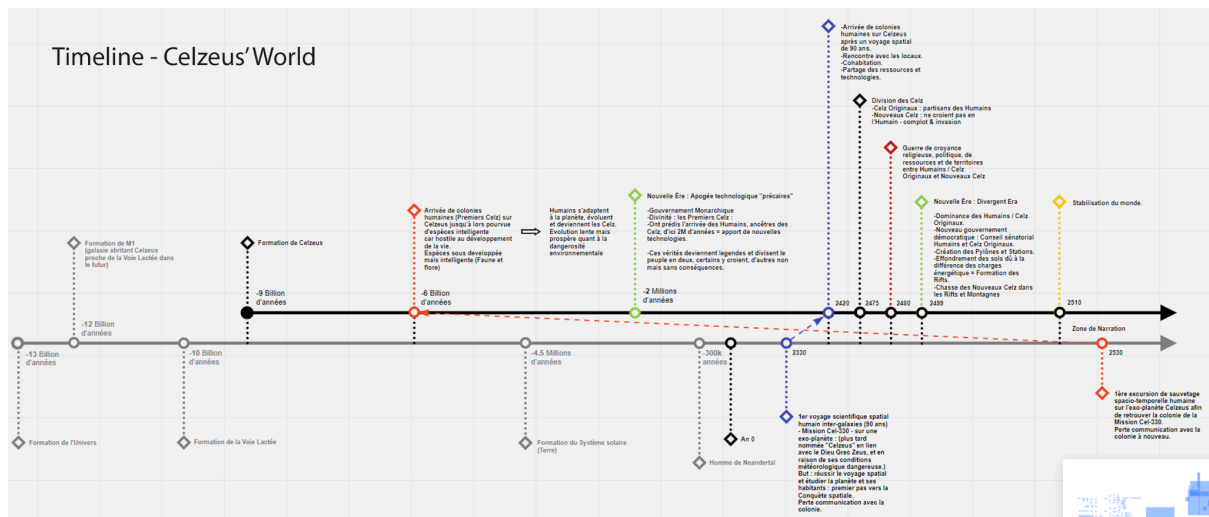 Timeline - Celzeus' World
-Arrivée de colonies
humaines sur Celzeus
après un voyage spatial
de 90 ans.
-Rencontre avec les locaux.
-Cohabitation.
-Partage des ressources et
technologies.
Division des Celz
-Celz Originaux : partisans des Humains
-Nouveaux Celz : ne croient pas en
l'Humain - complot & invasion
Guerre de croyance
religieuse, politique, de
ressources et de territoires
entre Humains / Celz
Originaux et Nouveaux Celz
Formation de M1
(galaxie abritant Celzeus
proche de la Voie Lactée dans
le futur)
Formation de Celzeus
Arrivée de colonies
humaines (Premiers Celz) sur
Celzeus jusqu'à lors pourvue
d'espèces intelligente
car hostile au développement
de la vie.
Espèces sous developpée
mais intelligente (Faune et
flore)
Humains s'adaptent
à la planète, évoluent
et deviennent les Celz.
Evolution lente mais
prospère quant à la
dangerosité
environnementale
Nouvelle Ère : Apogée technologique "précaires"
-Gouvernement Monarchique
-Divinité : les Premiers Celz :
-Ont prédis l'arrivée des Humains, ancêtres des
Celz, d'ici 2M d'années = apport de nouvelles
technologies.
-Ces vérités deviennent legendes et divisent le
peuple en deux, certains y croient, d'autres non
mais sans conséquences.
Nouvelle Ère : Divergent Era
-Dominance des Humains / Celz
Originaux.
-Nouveau gouvernement
démocratique : Conseil sénatorial
Humains et Celz Originaux.
-Création des Pylônes et Stations.
-Effondrement des sols dû à la
différence des charges
énergétique = Formation des
Rifts.
-Chasse des Nouveaux Celz dans
les Rifts et Montagnes
Stabilisation du monde.
-9 Billion
d'années
-6 Billion
d'années
-2 Millions
d'années
2420
2475
2480
2499
2510
-12 Billion
d'années
Zone de Narration
-13 Billion
d'années
-10 Billion
d'années
-4.5 Millions
d'années
-300k
années
2330
2530
Formation de l'Univers
Formation de la Voie Lactée
Formation du Système solaire
(Terre)
Homme de Neandertal
An 0
1er voyage scientifique spatial
humain inter-galaxies (90 ans)
- Mission Cel-330 - sur une
exo-planète : (plus tard
nommée "Celzeus" en lien
avec le Dieu Grec Zeus, et en
raison de ses conditions
météorologique dangereuse.)
But : réussir le voyage spatial
et étudier la planète et ses
habitants : premier pas vers la
Conquête spatiale.
Perte communication avec la
colonie.
1ère excursion de sauvetage
spacio-temporelle humaine
sur l'exo-planète Celzeus afin
de retrouver la colonie de la
Mission Cel-330.
Perte communication avec la
colonie à nouveau.